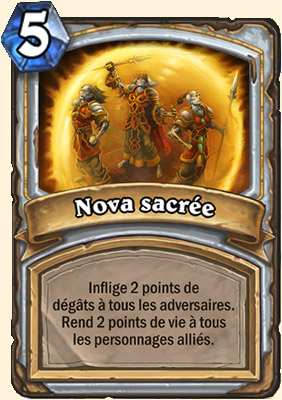 5
Nova sacrée
Inflige 2 points de
dégâts à tous les adversaires.
Rend 2 points de vie à tous
les personnages alliés.